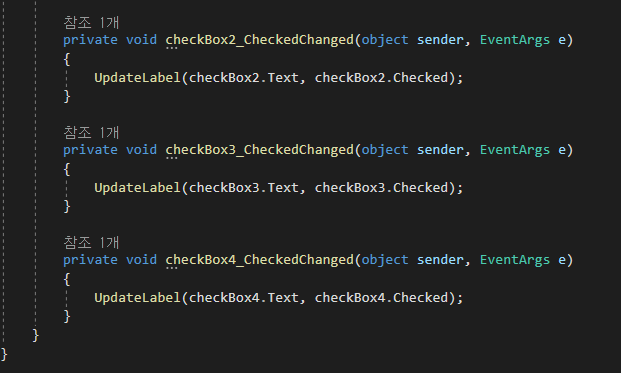 참조 1개
private void checkBox2_CheckedChanged(object sender, EventArgs e)
{
UpdateLabel(checkBox2.Text, checkBox2.Checked);
}
참조 1개
private void checkBox3_CheckedChanged(object sender, EventArgs e)
{
UpdateLabel(checkBox3.Text, checkBox3.Checked);
}
참조 1개
private void checkBox4_CheckedChanged(object sender, EventArgs e)
{
UpdateLabel(checkBox4.Text, checkBox4.Checked);
}
}
}